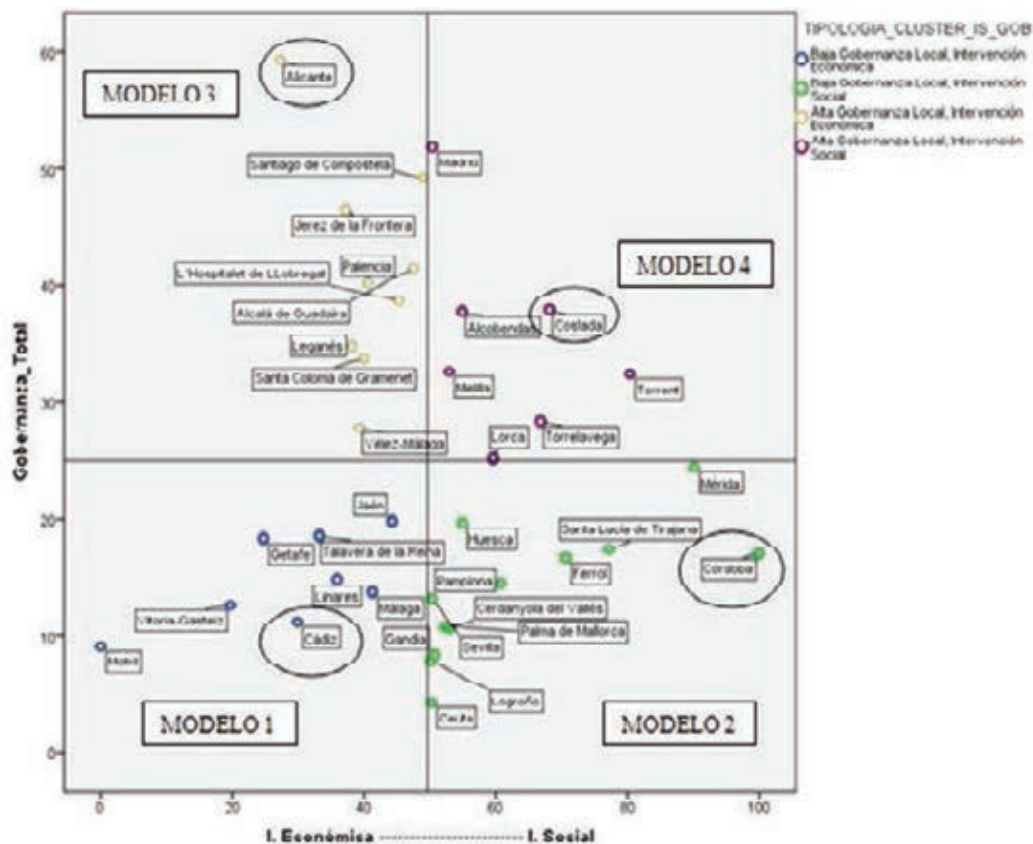 TIPOLOGIA_CLUSTER_IS_GOB
Baja Gobernanza Local, Intervención
Económica
Baja Gobernanza Local, Intervención
Social
Alta Gobernanza Local, Intervención
Económica
Alta Gobernanza Local, Intervención
Social
Gobernanza_Total
60
50
40
30
20
10
0
MODELO 3
Alicante
Santiago de Compostela
Madrid
Jerez de la Frontera
L'Hospitalet de LLobregat
Palencia
MODELO 4
Alcalá de Guadaira
Alcobendas
Coslada
Leganés
Santa Coloma de Gramenet
Melilla
Torrent
Vélez-Málaga
Lorca
Torrelavega
Mérida
Jaén
Huesca
Santa Lucía de Tirajana
Getafe
Talavera de la Reina
Ferrol
Córdoba
Linares
Málaga
Pamplona
Cerdanyola del Vallés
Vitoria-Gasteiz
Cádiz
Gandía
Sevilla
Palma de Mallorca
Motril
Logroño
Ceuta
MODELO 1
MODELO 2
0 20 40 60 80 100
I. Económica -------------------- I. Social